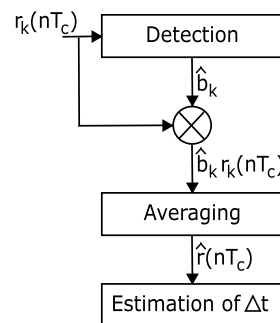 r_k(nT_c)
Detection
b̂_k
b̂_k r_k(nT_c)
Averaging
r̂(nT_c)
Estimation of Δt